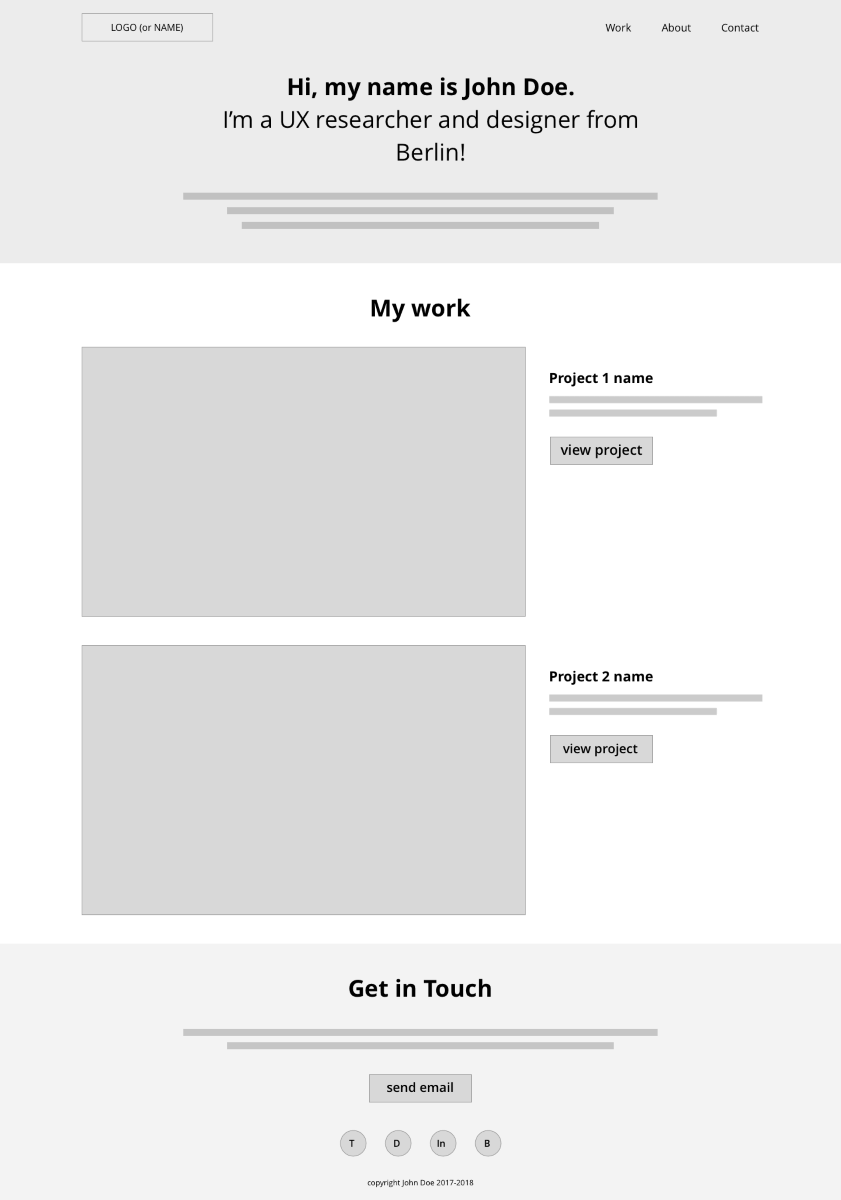 LOGO (or NAME)
Work
About
Contact
Hi, my name is John Doe.
I'm a UX researcher and designer from
Berlin!
My work
Project 1 name
view project
Project 2 name
view project
Get in Touch
send email
T
D
In
B
copyright John Doe 2017-2018